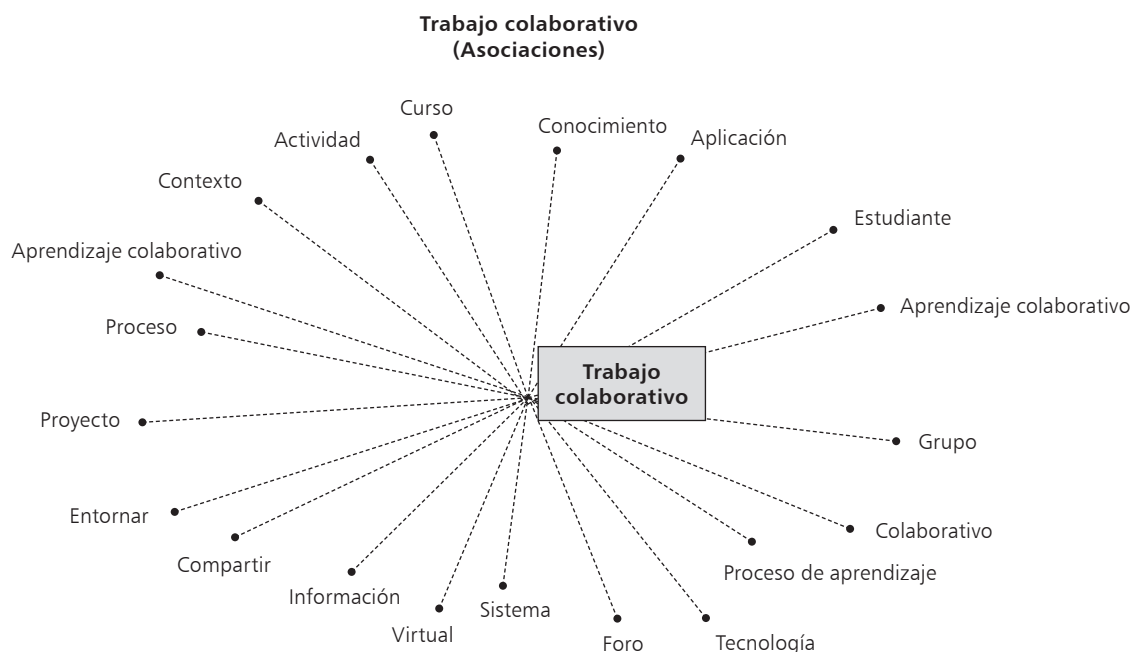 Trabajo colaborativo
(Asociaciones)
Curso
Conocimiento
Aplicación
Actividad
Contexto
Estudiante
Aprendizaje colaborativo
Aprendizaje colaborativo
Proceso
Trabajo
colaborativo
Proyecto
Grupo
Entornar
Colaborativo
Compartir
Proceso de aprendizaje
Información
Sistema
Virtual
Foro
Tecnología